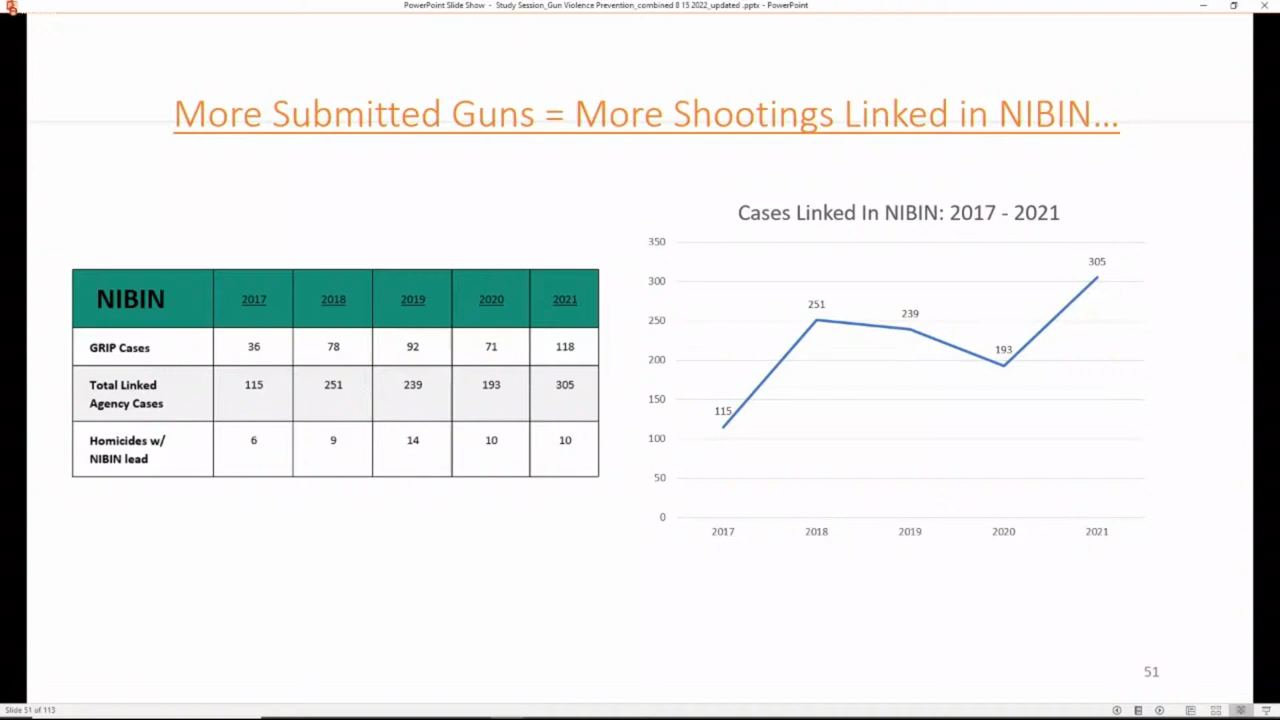 PowerPoint Slide Show - Study Session_Gun Violence Prevention_combined 8 15 2022_updated .pptx - PowerPoint
More Submitted Guns = More Shootings Linked in NIBIN...
NIBIN 2017 2018 2019 2020 2021
GRIP Cases 36 78 92 71 118
Total Linked Agency Cases 115 251 239 193 305
Homicides w/ NIBIN lead 6 9 14 10 10
Cases Linked In NIBIN: 2017 - 2021
350
300
250
200
150
100
50
0
115
251
239
193
305
2017 2018 2019 2020 2021
51
Slide 51 of 113